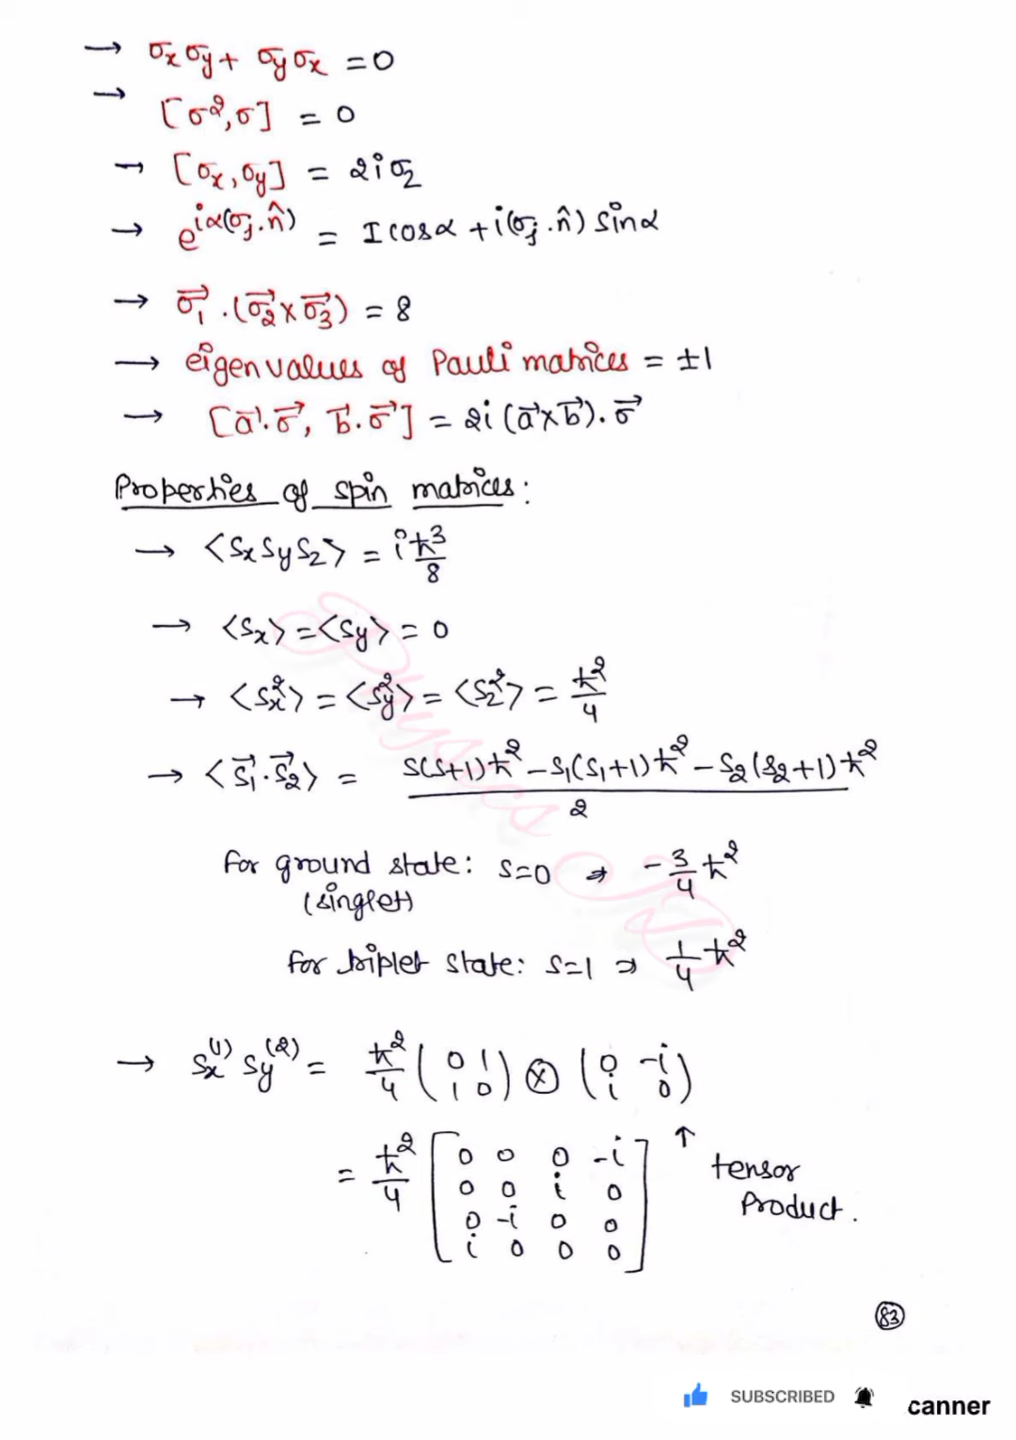 → σx σy + σy σx = 0
→ [σ², σ] = 0
→ [σx, σy] = 2iσz
→ e^{iα(σj.n̂)} = I cosα + i(σj.n̂) sinα
→ σ⃗1 . (σ⃗2 × σ⃗3) = 8
→ eigen values of Pauli matrices = ±1
→ [a⃗.σ⃗, b⃗.σ⃗] = 2i (a⃗×b⃗).σ⃗
Properties of spin matrices:
→ <Sx Sy Sz> = iħ³/8
→ <Sx> = <Sy> = 0
→ <Sx²> = <Sy²> = <Sz²> = ħ²/4
→ <S⃗1.S⃗2> = (s(s+1)ħ² - s1(s1+1)ħ² - s2(s2+1)ħ²)/2
for ground state: s=0 ⇒ -3/4 ħ²
(singlet)
for triplet state: s=1 ⇒ 1/4 ħ²
→ Sx^(1) Sy^(2) = ħ²/4 (0 1 ; 1 0) ⊗ (0 -i ; i 0)
↑ tensor
product.
= ħ²/4 [0 0 0 -i
0 0 i 0
0 -i 0 0
i 0 0 0]
83
Physics
SUBSCRIBED
canner